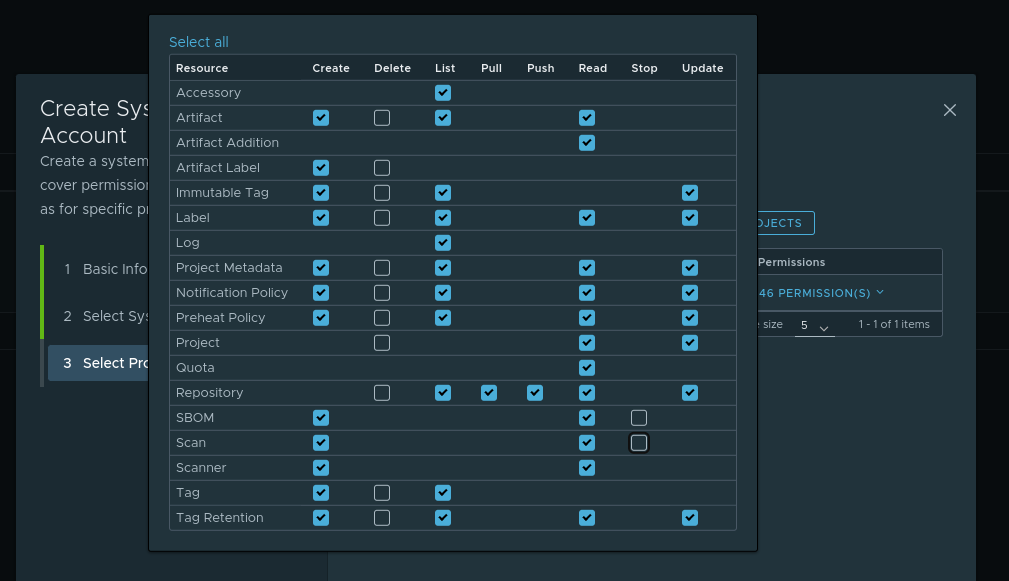 Select all
Resource Create Delete List Pull Push Read Stop Update
Accessory
Artifact
Artifact Addition
Artifact Label
Immutable Tag
Label
Log
Project Metadata
Notification Policy
Preheat Policy
Project
Quota
Repository
SBOM
Scan
Scanner
Tag
Tag Retention
Create Sys
Account
Create a system
cover permission
as for specific pr
1 Basic Info
2 Select Sys
3 Select Pro
OJECTS
Permissions
46 PERMISSION(S)
size 5 1 - 1 of 1 items